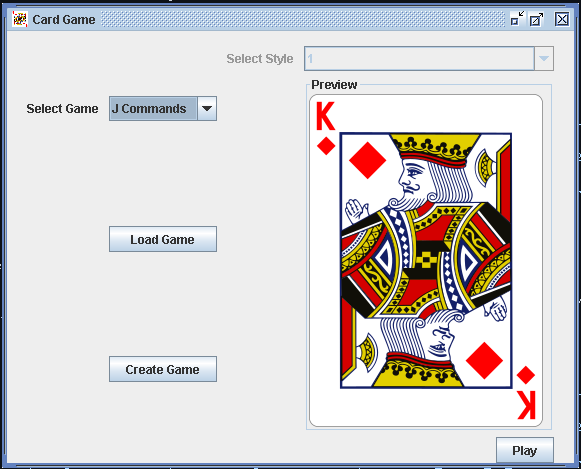 Card Game
Select Style 1
Preview
Select Game J Commands
K
Load Game
Create Game
K
Play